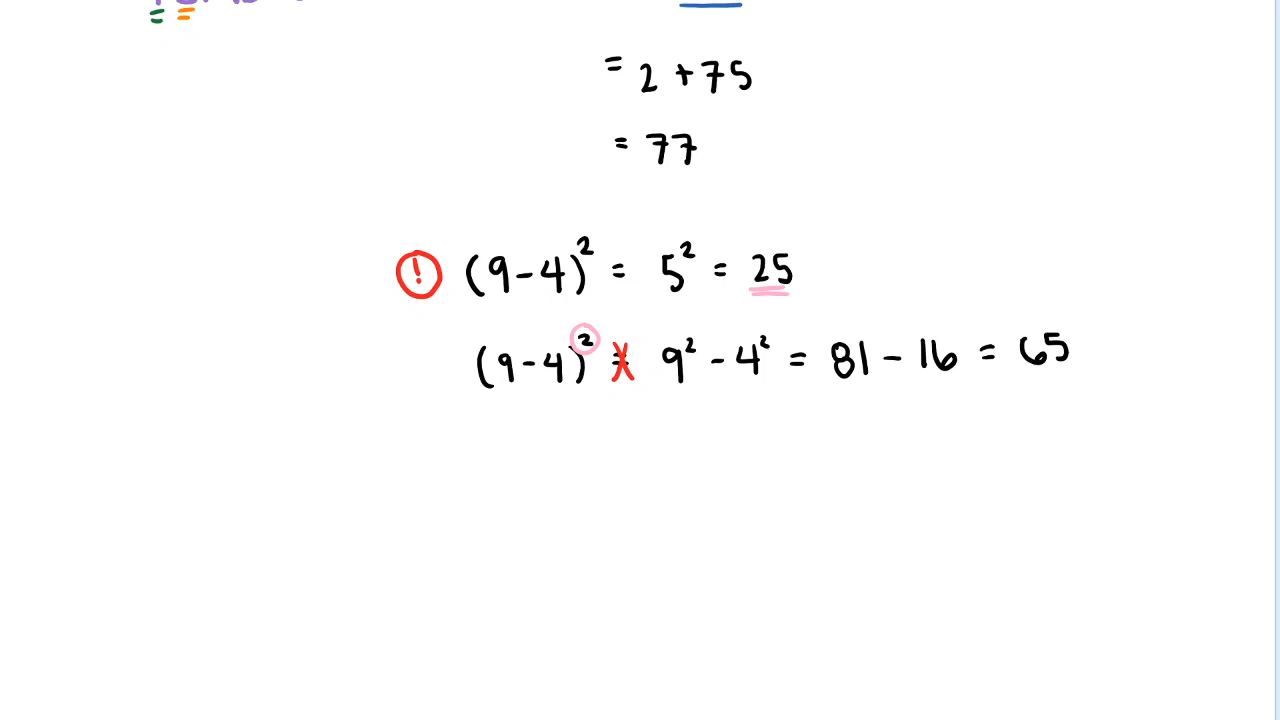 = 2 + 75
= 77
! (9 - 4)² = 5² = 25
(9 - 4)² = 9² - 4² = 81 - 16 = 65